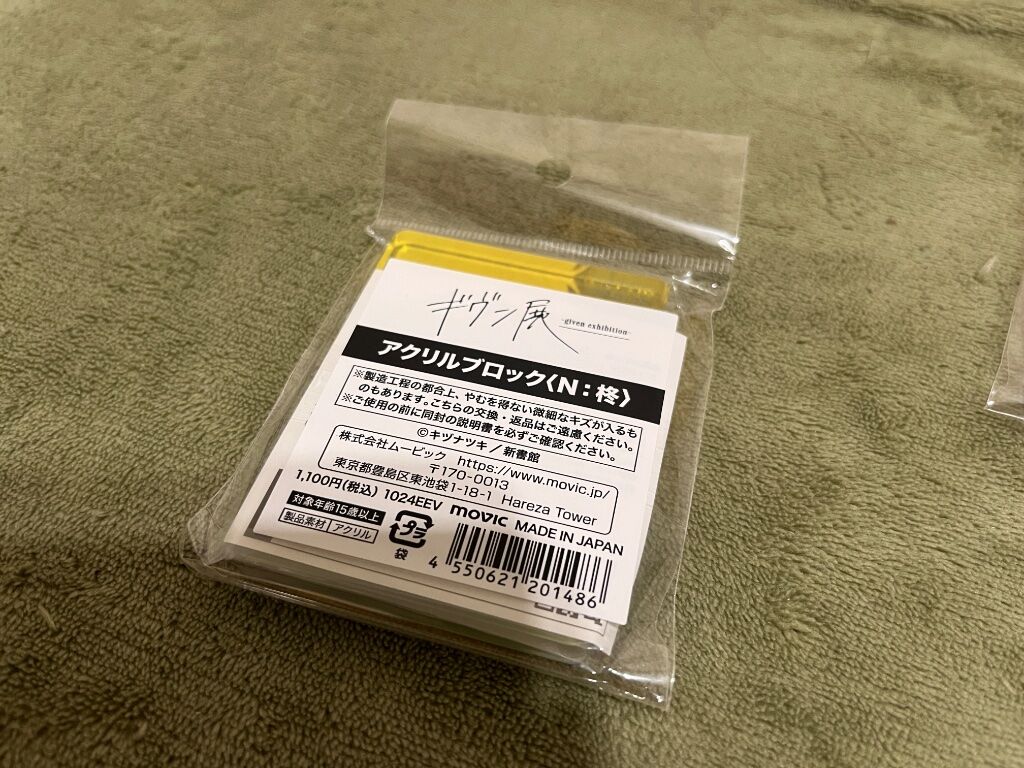 ギヴン展 -given exhibition-
アクリルブロック〈N：柊〉
※製造工程の都合上、やむを得ない微細なキズが入るも
のもあります。こちらの交換・返品はご遠慮ください。
※ご使用の前に同封の説明書を必ずご確認ください。
©キヅナツキ／新書館
株式会社ムービック https://www.movic.jp/
〒170-0013
東京都豊島区東池袋1-18-1 Hareza Tower
1,100円(税込) 1024EEV movic MADE IN JAPAN
対象年齢15歳以上
製品素材 アクリル
プラ
袋
4 550621 201486